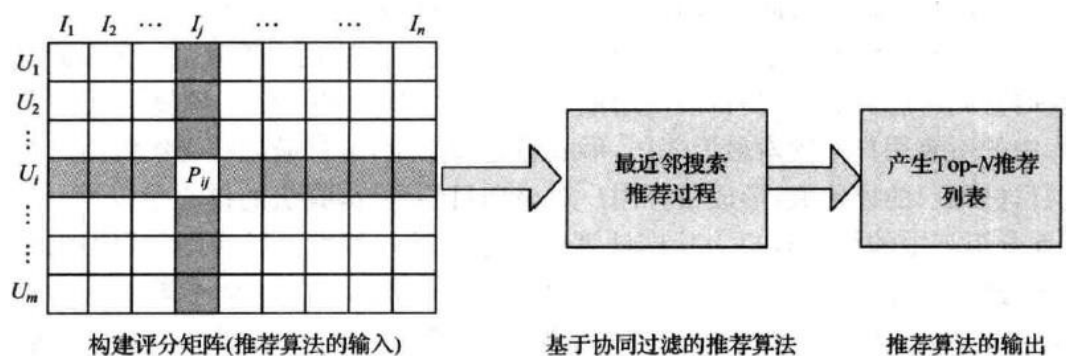 I₁ I₂ ⋯ Iⱼ ⋯ ⋯ Iₙ
U₁
U₂
⋮
Uᵢ Pᵢⱼ
⋮
⋮
Uₘ
最近邻搜索
推荐过程
产生Top-N推荐
列表
构建评分矩阵(推荐算法的输入)
基于协同过滤的推荐算法
推荐算法的输出